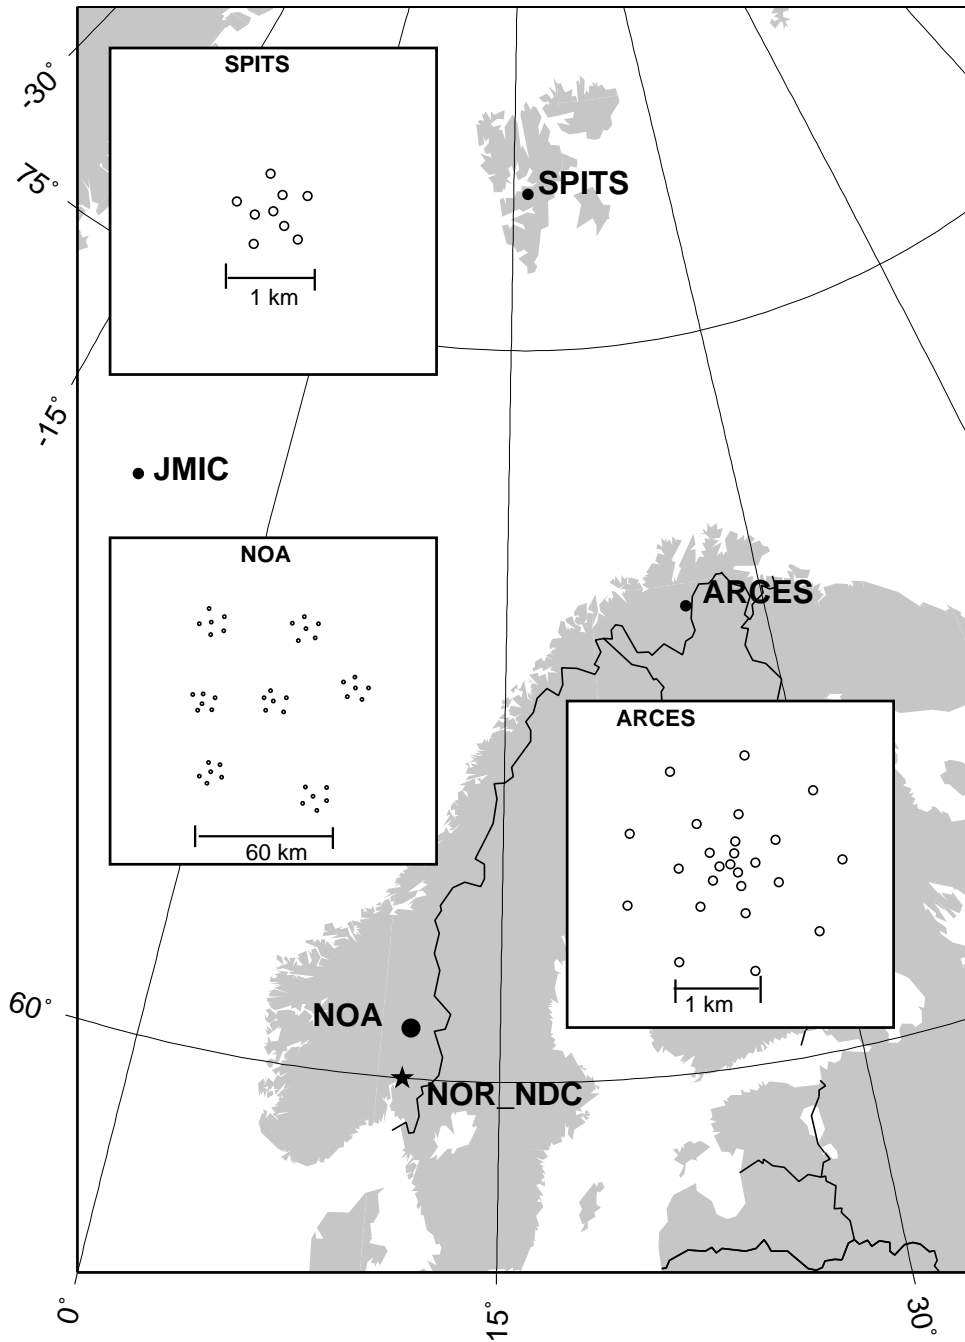 -30°
SPITS
75°
SPITS
1 km
-15°
JMIC
NOA
ARCES
ARCES
60 km
60°
NOA
1 km
NOR_NDC
0°
15°
30°